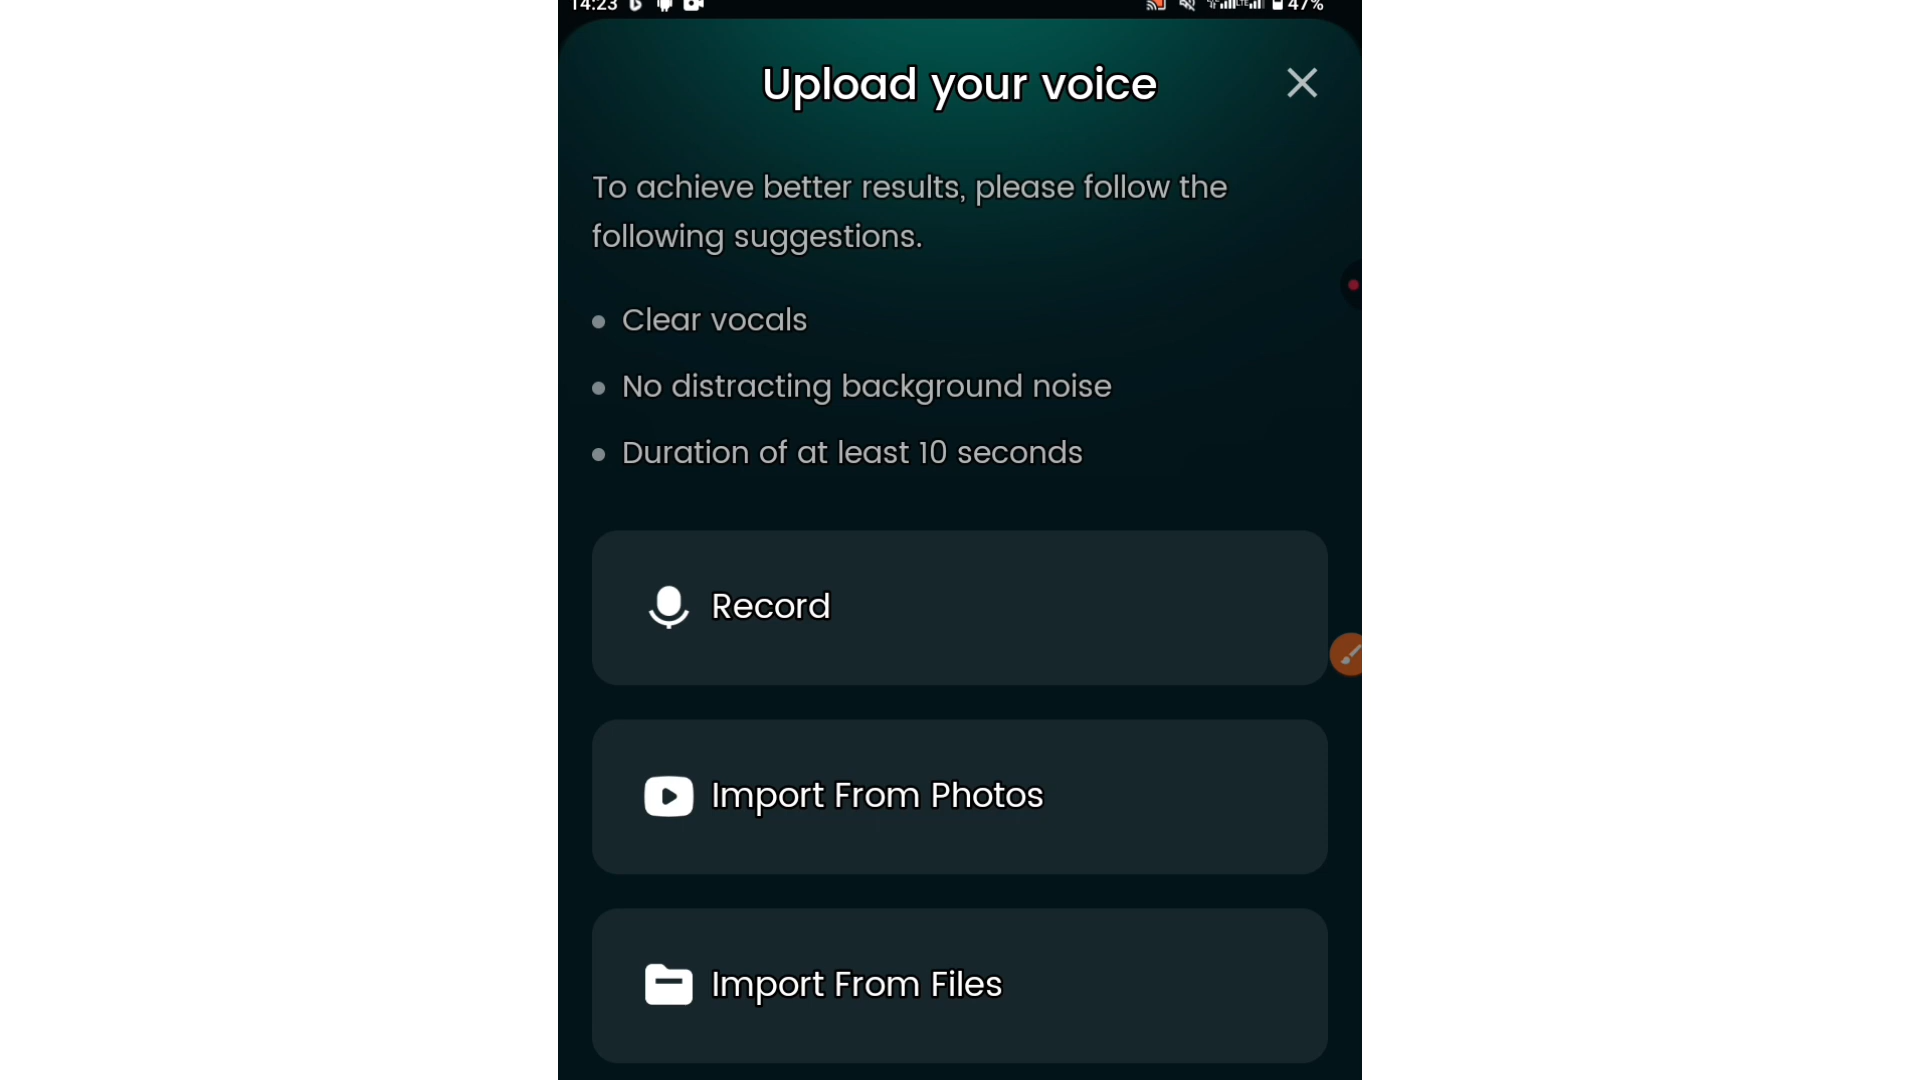 14:23 47%
Upload your voice
To achieve better results, please follow the
following suggestions.
Clear vocals
No distracting background noise
Duration of at least 10 seconds
Record
Import From Photos
Import From Files